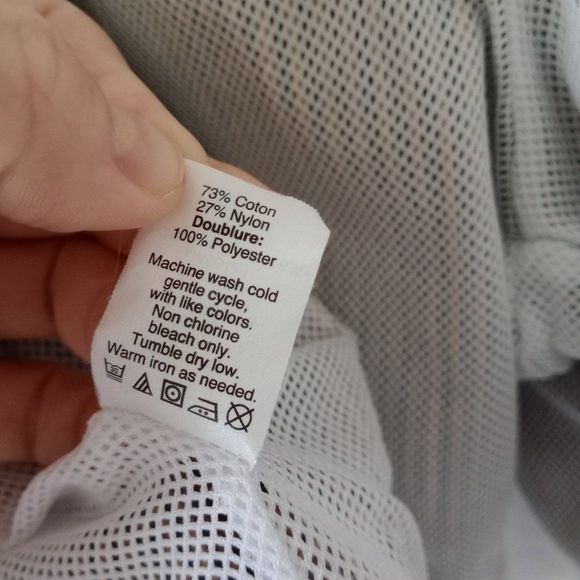 73% Coton
27% Nylon
Doublure:
100% Polyester
Machine wash cold
gentle cycle,
with like colors.
Non chlorine
bleach only.
Tumble dry low.
Warm iron as needed.
30